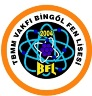 TBMM VAKFI BİNGÖL FEN LİSESİ
2004
BFL